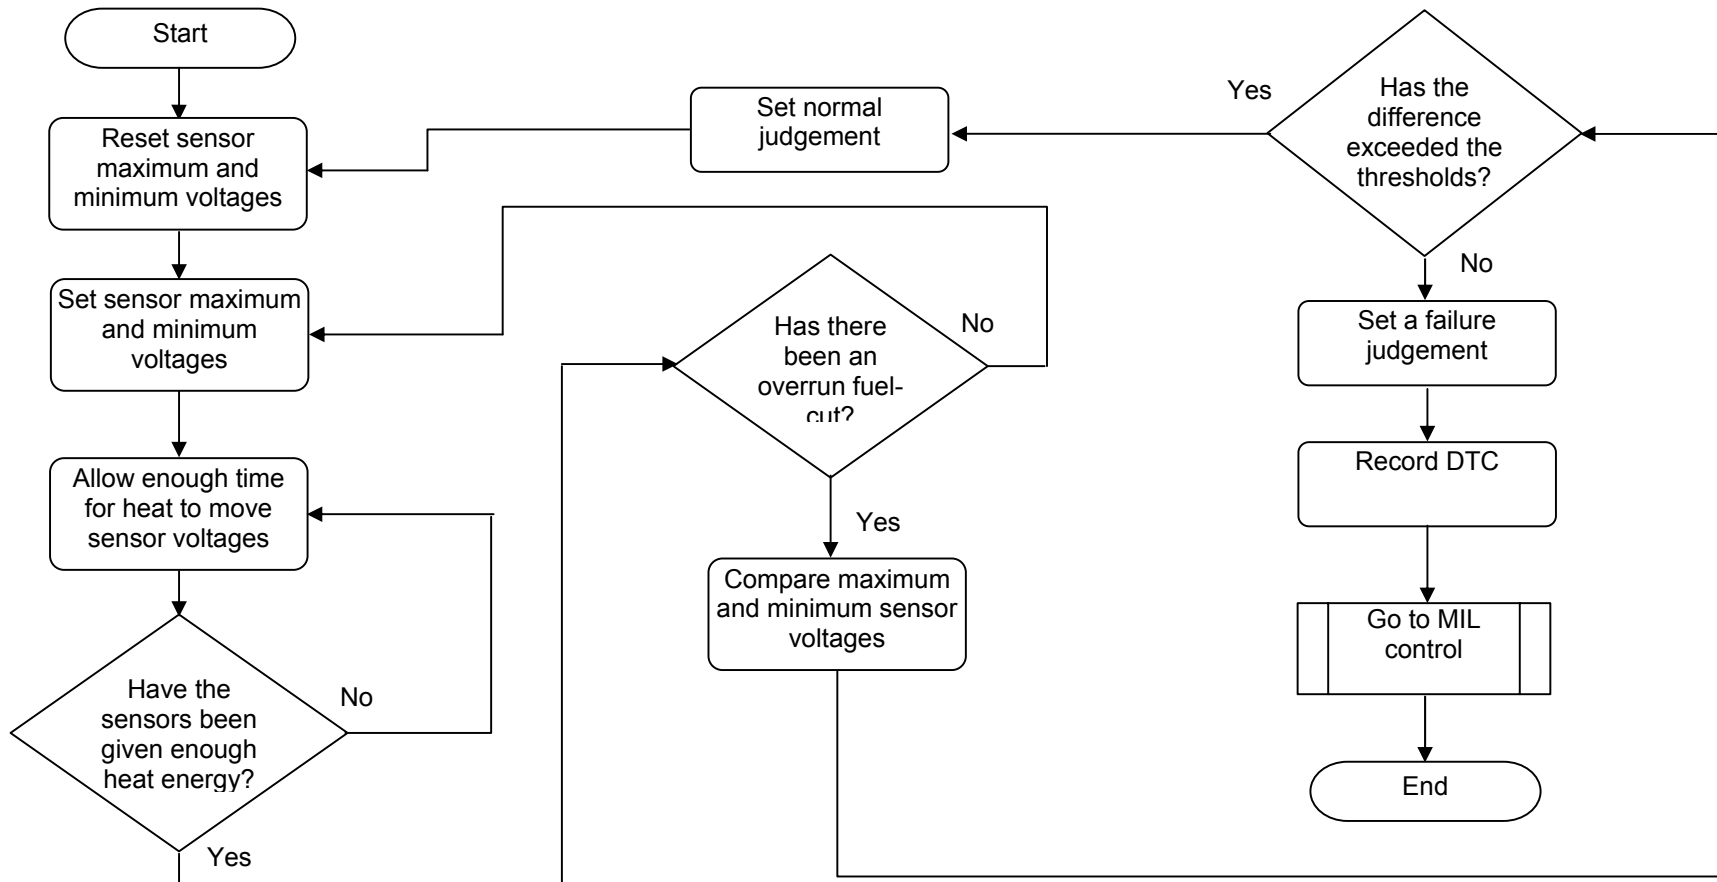 Start
Reset sensor
maximum and
minimum voltages
Set sensor maximum
and minimum
voltages
Allow enough time
for heat to move
sensor voltages
Have the
sensors been
given enough
heat energy?
No
Yes
Set normal
judgement
Has there
been an
overrun fuel-
cut?
No
Yes
Compare maximum
and minimum sensor
voltages
Yes
Has the
difference
exceeded the
thresholds?
No
Set a failure
judgement
Record DTC
Go to MIL
control
End